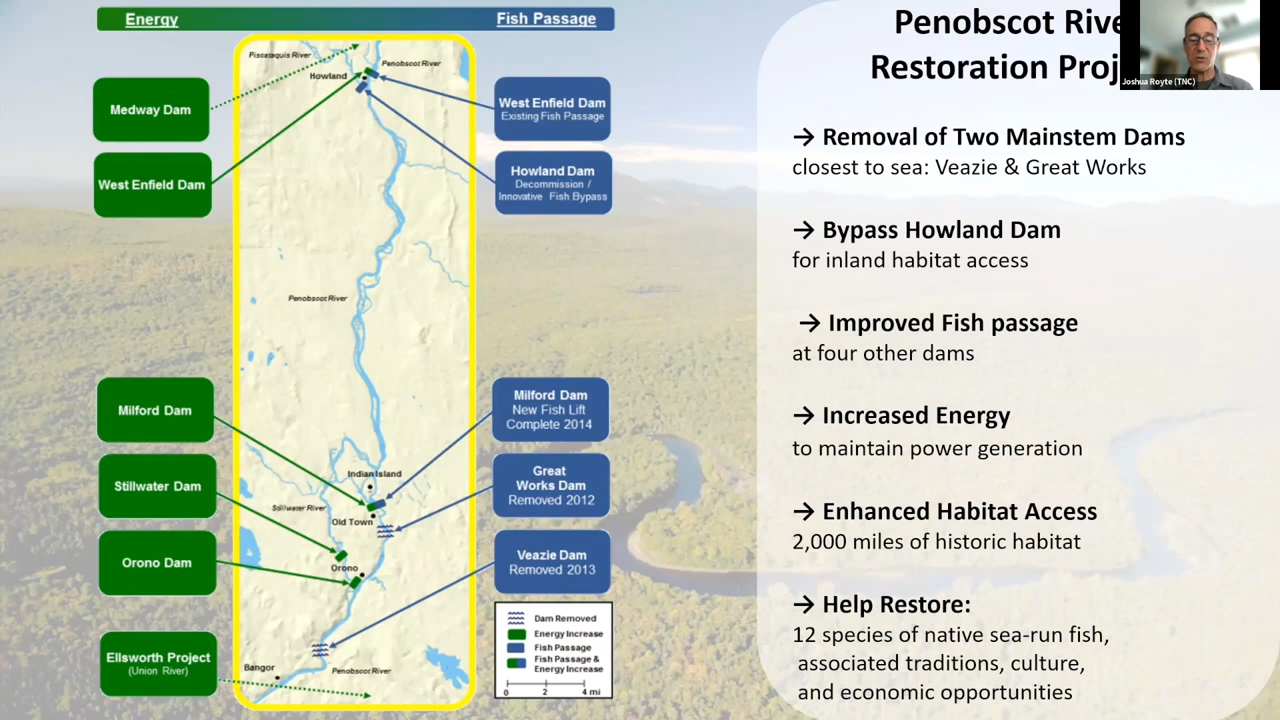 Energy
Fish Passage
Piscataquis River
Penobscot River
Howland
Medway Dam
West Enfield Dam
West Enfield Dam
Existing Fish Passage
Howland Dam
Decommission /
Innovative Fish Bypass
Penobscot River
Milford Dam
Stillwater Dam
Orono Dam
Ellsworth Project
(Union River)
Indian Island
Stillwater River
Old Town
Orono
Bangor
Penobscot River
Milford Dam
New Fish Lift
Complete 2014
Great
Works Dam
Removed 2012
Veazie Dam
Removed 2013
Dam Removed
Energy Increase
Fish Passage
Fish Passage &
Energy Increase
0 2 4 mi
Penobscot Rive
Restoration Proj
Joshua Royte (TNC)
→ Removal of Two Mainstem Dams
closest to sea: Veazie & Great Works
→ Bypass Howland Dam
for inland habitat access
→ Improved Fish passage
at four other dams
→ Increased Energy
to maintain power generation
→ Enhanced Habitat Access
2,000 miles of historic habitat
→ Help Restore:
12 species of native sea-run fish,
associated traditions, culture,
and economic opportunities